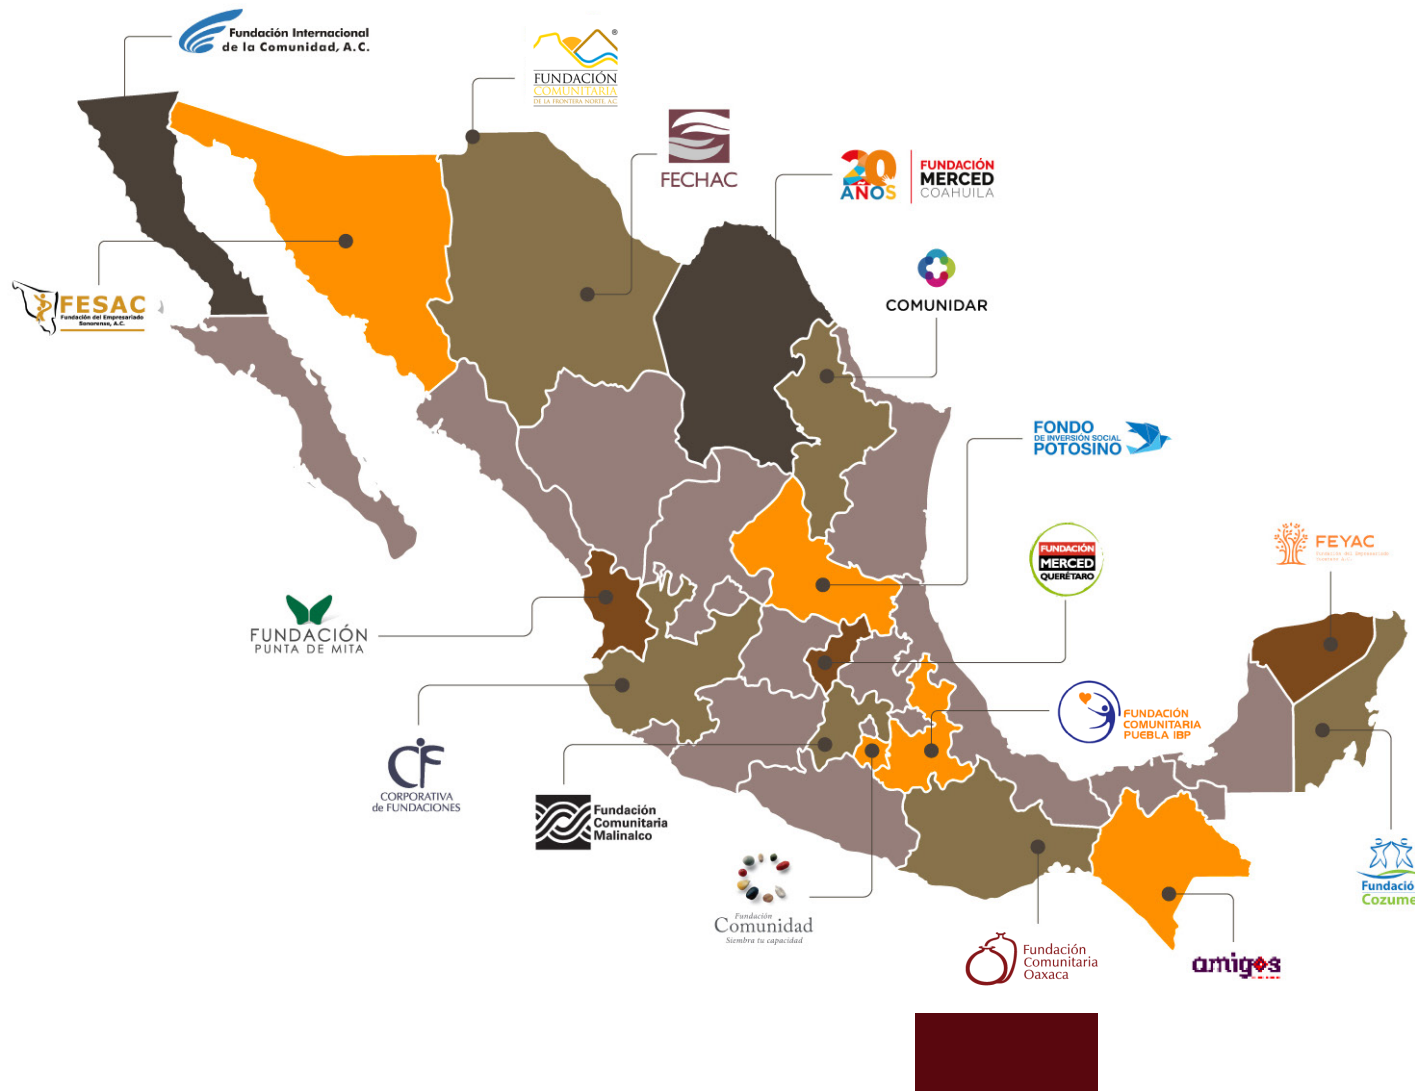 Fundación Internacional
de la Comunidad, A.C.
®
FUNDACIÓN
COMUNITARIA
DE LA FRONTERA NORTE, A.C.
FECHAC
20
AÑOS
FUNDACIÓN
MERCED
COAHUILA
COMUNIDAR
FESAC
Fundación del Empresariado
Sonorense, A.C.
FONDO
DE INVERSIÓN SOCIAL
POTOSINO
FUNDACIÓN
MERCED
QUERÉTARO
FEYAC
FUNDACIÓN
PUNTA DE MITA
FUNDACIÓN
COMUNITARIA
PUEBLA IBP
CF
CORPORATIVA
de FUNDACIONES
Fundación
Comunitaria
Malinalco
Fundación
Comunidad
Siembra tu capacidad
Fundació
Cozume
Fundación
Comunitaria
Oaxaca
amigos